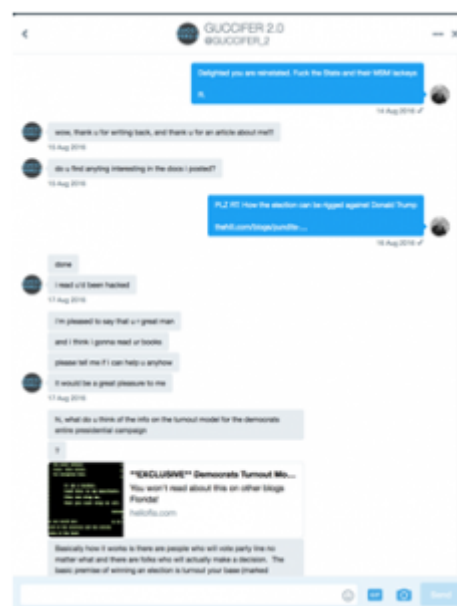 GUCCIFER 2.0
@GUCCIFER_2
Delighted you are reinstated. Fuck the State and their MSM lackeys
R.
14 Aug 2016
wow, thank u for writing back, and thank u for an article about me!!!
15 Aug 2016
do u find anyting interesting in the docs i posted?
15 Aug 2016
PLZ RT: How the election can be rigged against Donald Trump
thehill.com/blogs/pundits-...
16 Aug 2016
done
i read u'd been hacked
17 Aug 2016
i'm pleased to say that u r great man
and i think i gonna read ur books
please tell me if i can help u anyhow
it would be a great pleasure to me
17 Aug 2016
hi, what do u think of the info on the turnout model for the democrats
entire presidential campaign
?
**EXCLUSIVE** Democrats Turnout Mo...
You won't read about this on other blogs
Florida!
hellofla.com
Basically how it works is there are people who will vote party line no
matter what and there are folks who will actually make a decision. The
basic premise of winning an election is turnout your base (marked
GIF
Send